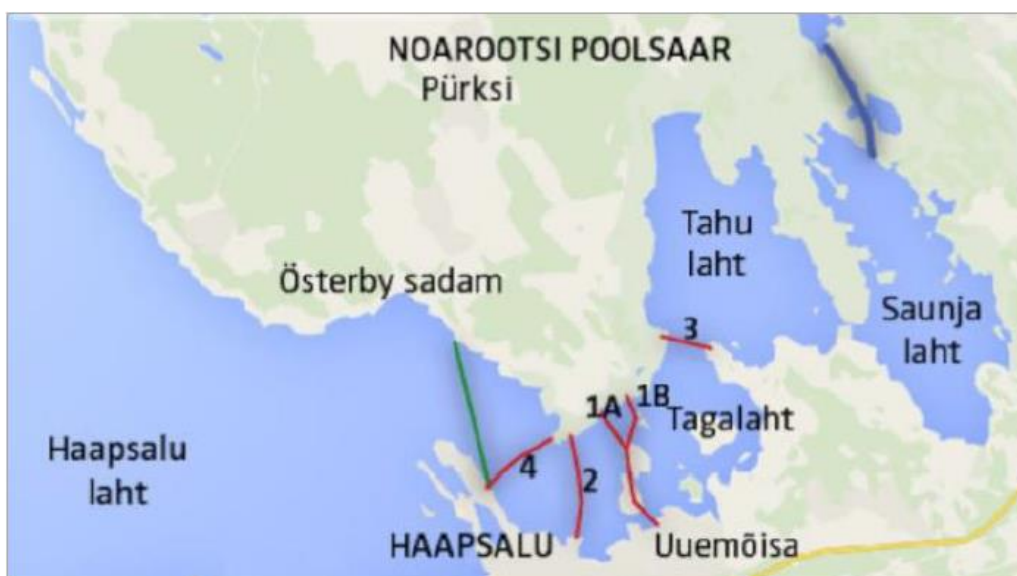 NOAROOTSI POOLSAAR
Pürksi
Tahu
laht
Österby sadam
Saunja
laht
3
1A
1B
Tagalaht
Haapsalu
laht
4
2
HAAPSALU
Uuemõisa